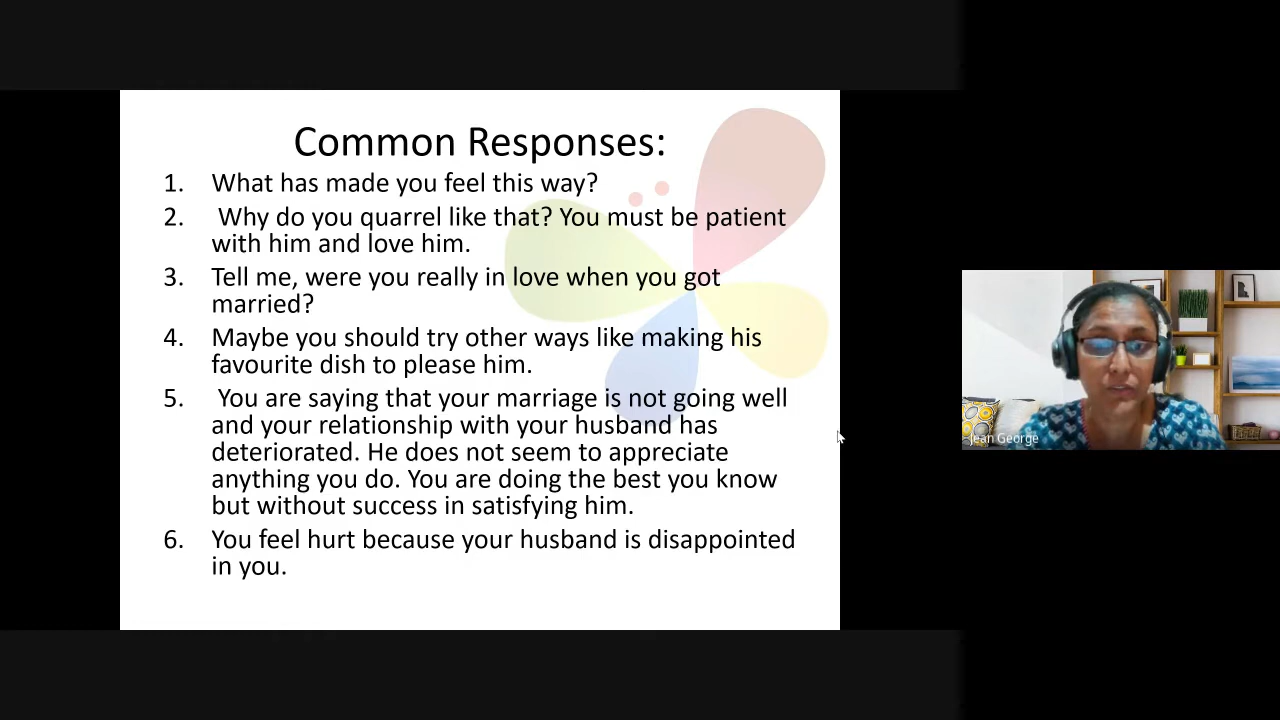 Common Responses:
1. What has made you feel this way?
2. Why do you quarrel like that? You must be patient
with him and love him.
3. Tell me, were you really in love when you got
married?
4. Maybe you should try other ways like making his
favourite dish to please him.
5. You are saying that your marriage is not going well
and your relationship with your husband has
deteriorated. He does not seem to appreciate
anything you do. You are doing the best you know
but without success in satisfying him.
6. You feel hurt because your husband is disappointed
in you.
Jean George